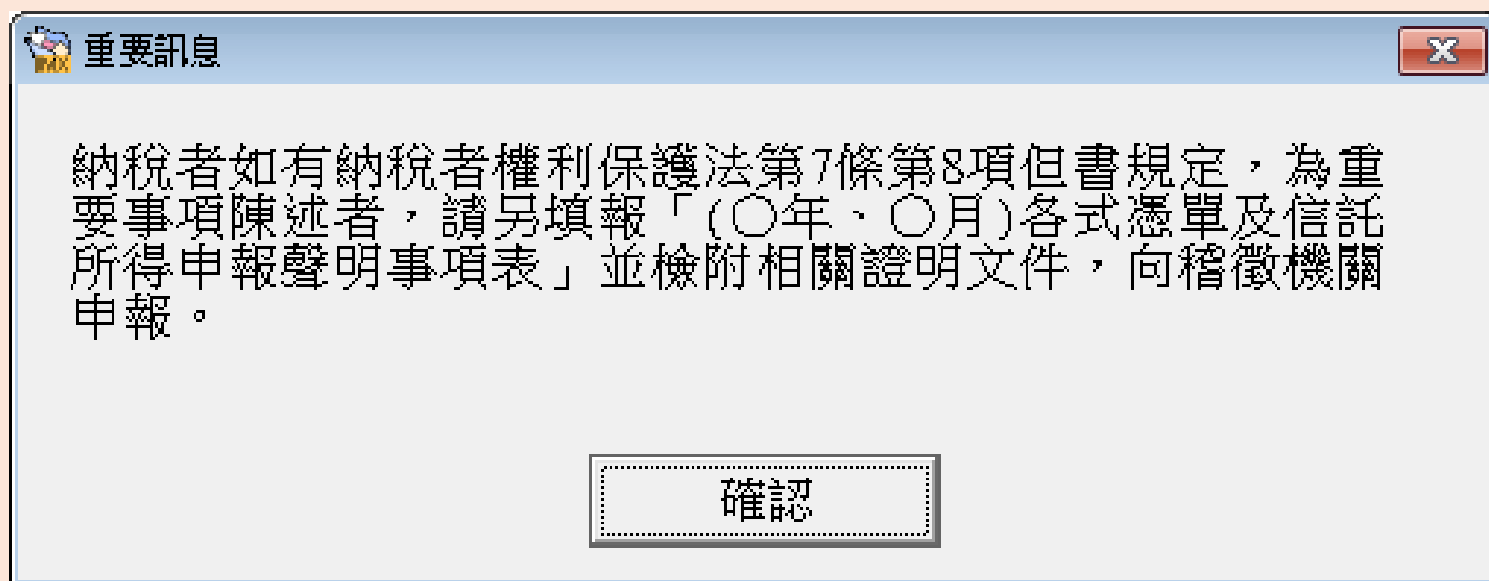 重要訊息
納稅者如有納稅者權利保護法第7條第8項但書規定，為重
要事項陳述者，請另填報「(○年、○月)各式憑單及信託
所得申報聲明事項表」並檢附相關證明文件，向稽徵機關
申報。
確認